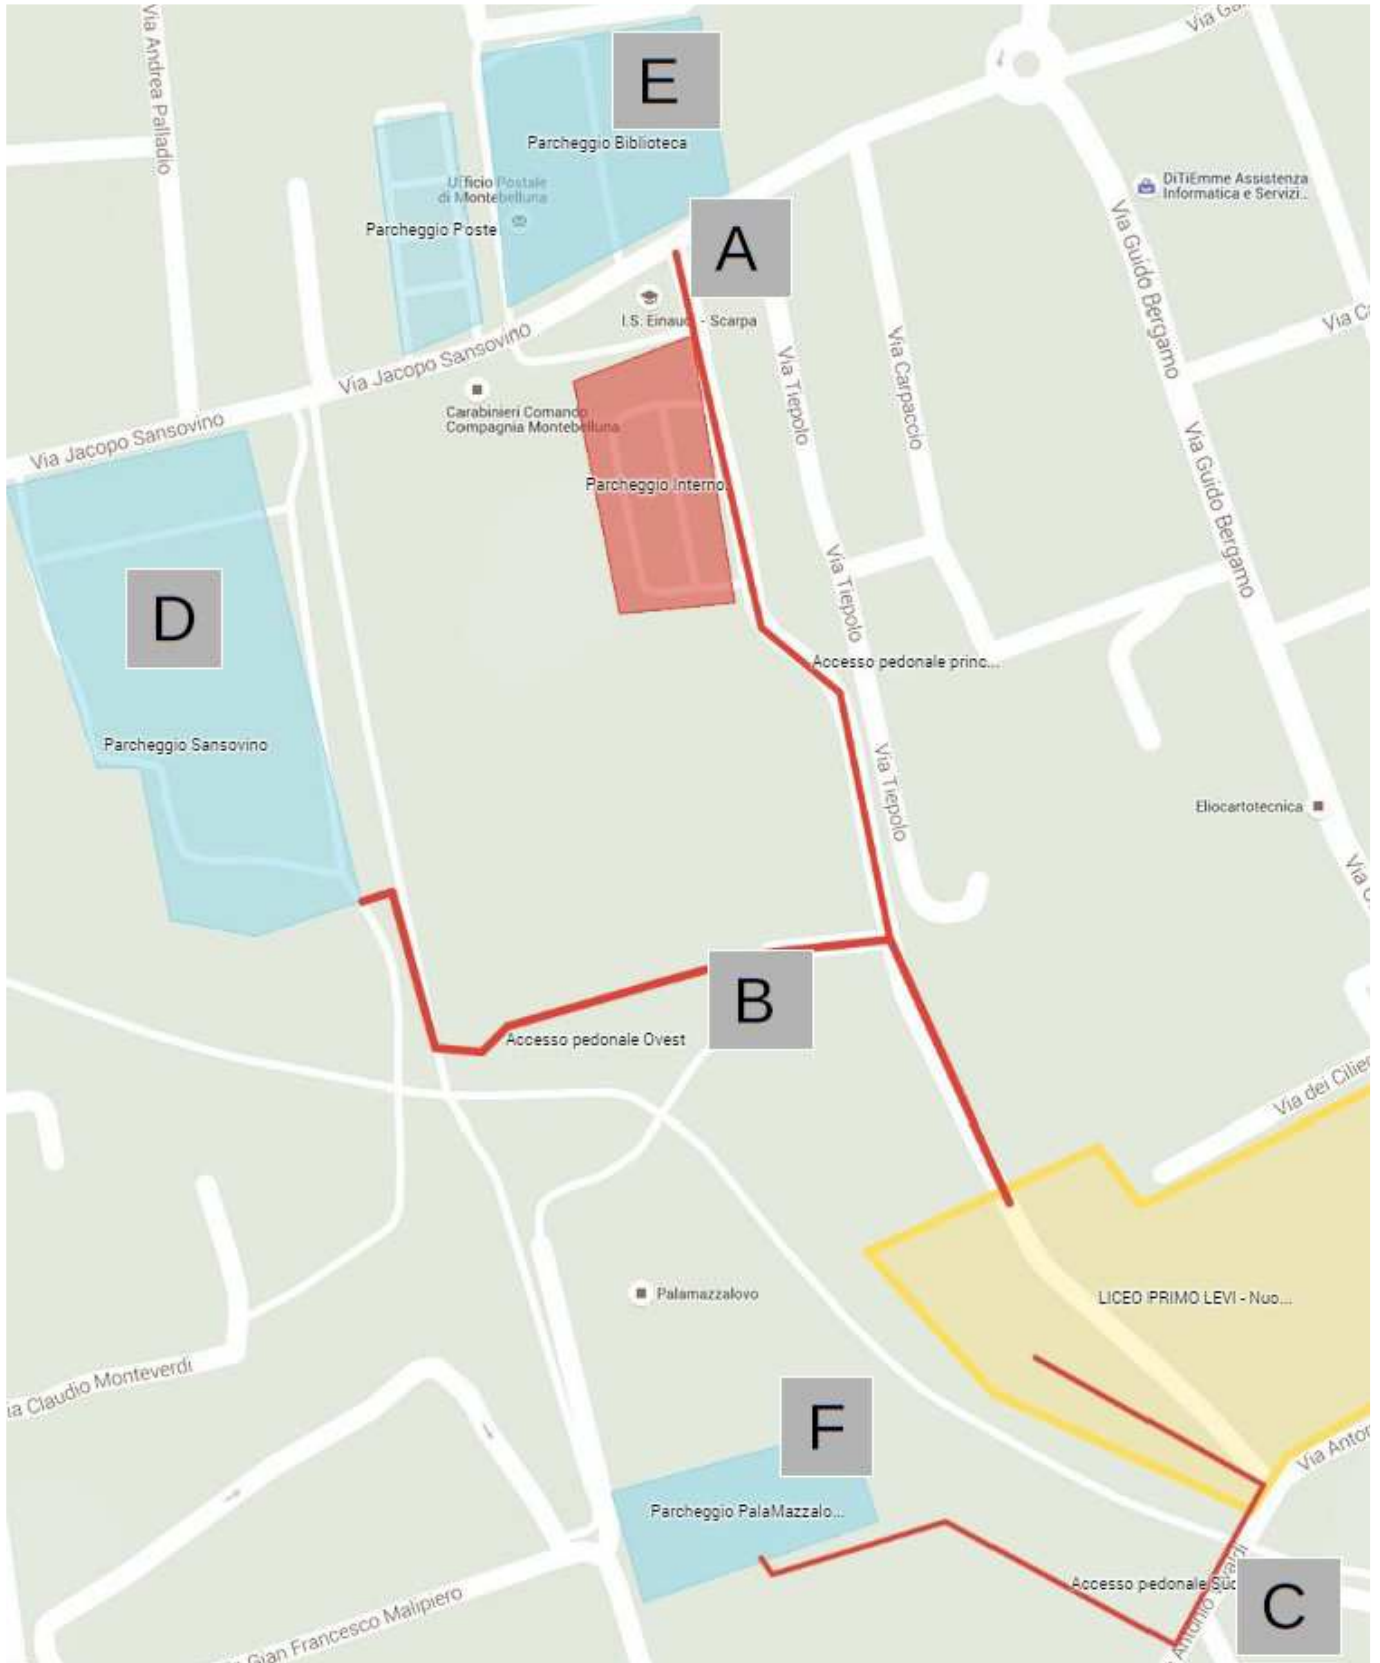 Via Andrea Palladio
E
Parcheggio Biblioteca
Ufficio Postale
di Montebelluna
Parcheggio Poste
DiTiEmme Assistenza
Informatica e Servizi...
A
I.S. Einaudi - Scarpa
Via Jacopo Sansovino
Via Tiepolo
Via Carpaccio
Via Guido Bergamo
Carabinieri Comando
Compagnia Montebelluna
Via Jacopo Sansovino
Parcheggio Interno
Via Guido Bergamo
D
Via Tiepolo
Accesso pedonale princ...
Parcheggio Sansovino
Via Tiepolo
Eliocartotecnica
B
Accesso pedonale Ovest
Via dei Cilie
Palamazzalovo
LICEO PRIMO LEVI - Nuo...
ia Claudio Monteverdi
F
Via Anto
Parcheggio PalaMazzalo...
Accesso pedonale Sud
C
Antonio Vivaldi
Gian Francesco Malipiero